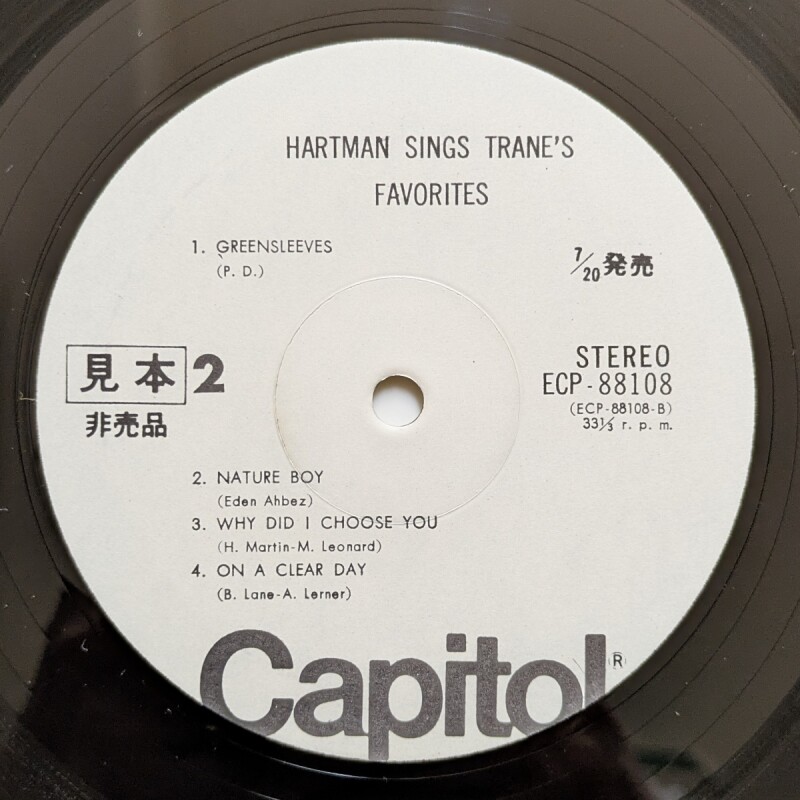 HARTMAN SINGS TRANE'S
FAVORITES
1. GREENSLEEVES
(P. D.)
7/20発売
見本 2
非売品
STEREO
ECP-88108
(ECP-88108-B)
33⅓ r. p. m.
2. NATURE BOY
(Eden Ahbez)
3. WHY DID I CHOOSE YOU
(H. Martin-M. Leonard)
4. ON A CLEAR DAY
(B. Lane-A. Lerner)
Capitol®